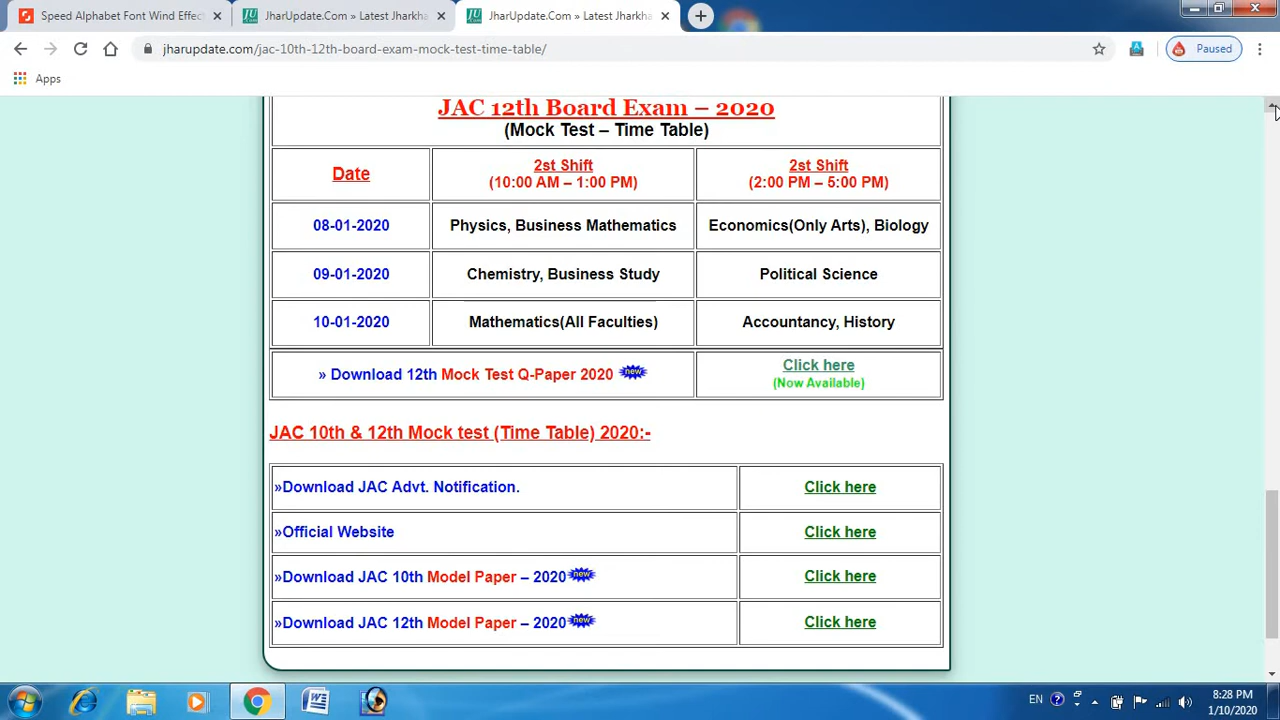 Speed Alphabet Font Wind Effect
JharUpdate.Com » Latest Jharkha
JharUpdate.Com » Latest Jharkha
jharupdate.com/jac-10th-12th-board-exam-mock-test-time-table/
Paused
Apps
JAC 12th Board Exam – 2020
(Mock Test – Time Table)
Date
2st Shift
(10:00 AM – 1:00 PM)
2st Shift
(2:00 PM – 5:00 PM)
08-01-2020
Physics, Business Mathematics
Economics(Only Arts), Biology
09-01-2020
Chemistry, Business Study
Political Science
10-01-2020
Mathematics(All Faculties)
Accountancy, History
» Download 12th Mock Test Q-Paper 2020 new
Click here
(Now Available)
JAC 10th & 12th Mock test (Time Table) 2020:-
»Download JAC Advt. Notification.
Click here
»Official Website
Click here
»Download JAC 10th Model Paper – 2020 new
Click here
»Download JAC 12th Model Paper – 2020 new
Click here
EN
8:28 PM
1/10/2020